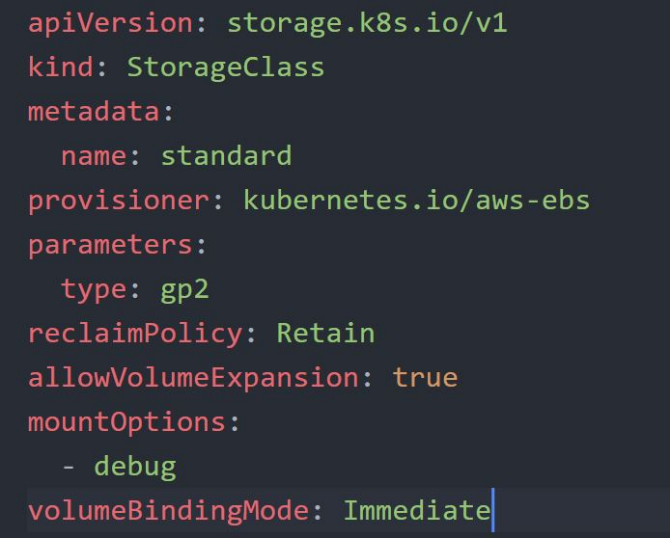 apiVersion: storage.k8s.io/v1
kind: StorageClass
metadata:
  name: standard
provisioner: kubernetes.io/aws-ebs
parameters:
  type: gp2
reclaimPolicy: Retain
allowVolumeExpansion: true
mountOptions:
  - debug
volumeBindingMode: Immediate